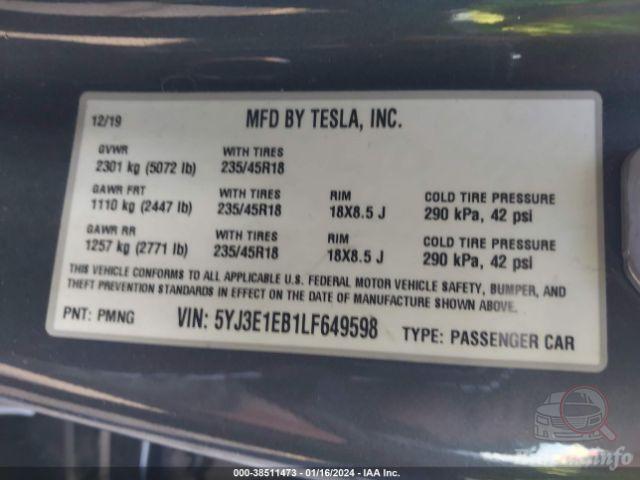 12/19 MFD BY TESLA, INC.
GVWR WITH TIRES
2301 kg (5072 lb) 235/45R18
GAWR FRT WITH TIRES RIM COLD TIRE PRESSURE
1110 kg (2447 lb) 235/45R18 18X8.5 J 290 kPa, 42 psi
GAWR RR WITH TIRES RIM COLD TIRE PRESSURE
1257 kg (2771 lb) 235/45R18 18X8.5 J 290 kPa, 42 psi
THIS VEHICLE CONFORMS TO ALL APPLICABLE U.S. FEDERAL MOTOR VEHICLE SAFETY, BUMPER, AND
THEFT PREVENTION STANDARDS IN EFFECT ON THE DATE OF MANUFACTURE SHOWN ABOVE.
PNT: PMNG VIN: 5YJ3E1EB1LF649598 TYPE: PASSENGER CAR
000-38511473 - 01/16/2024 - IAA Inc.